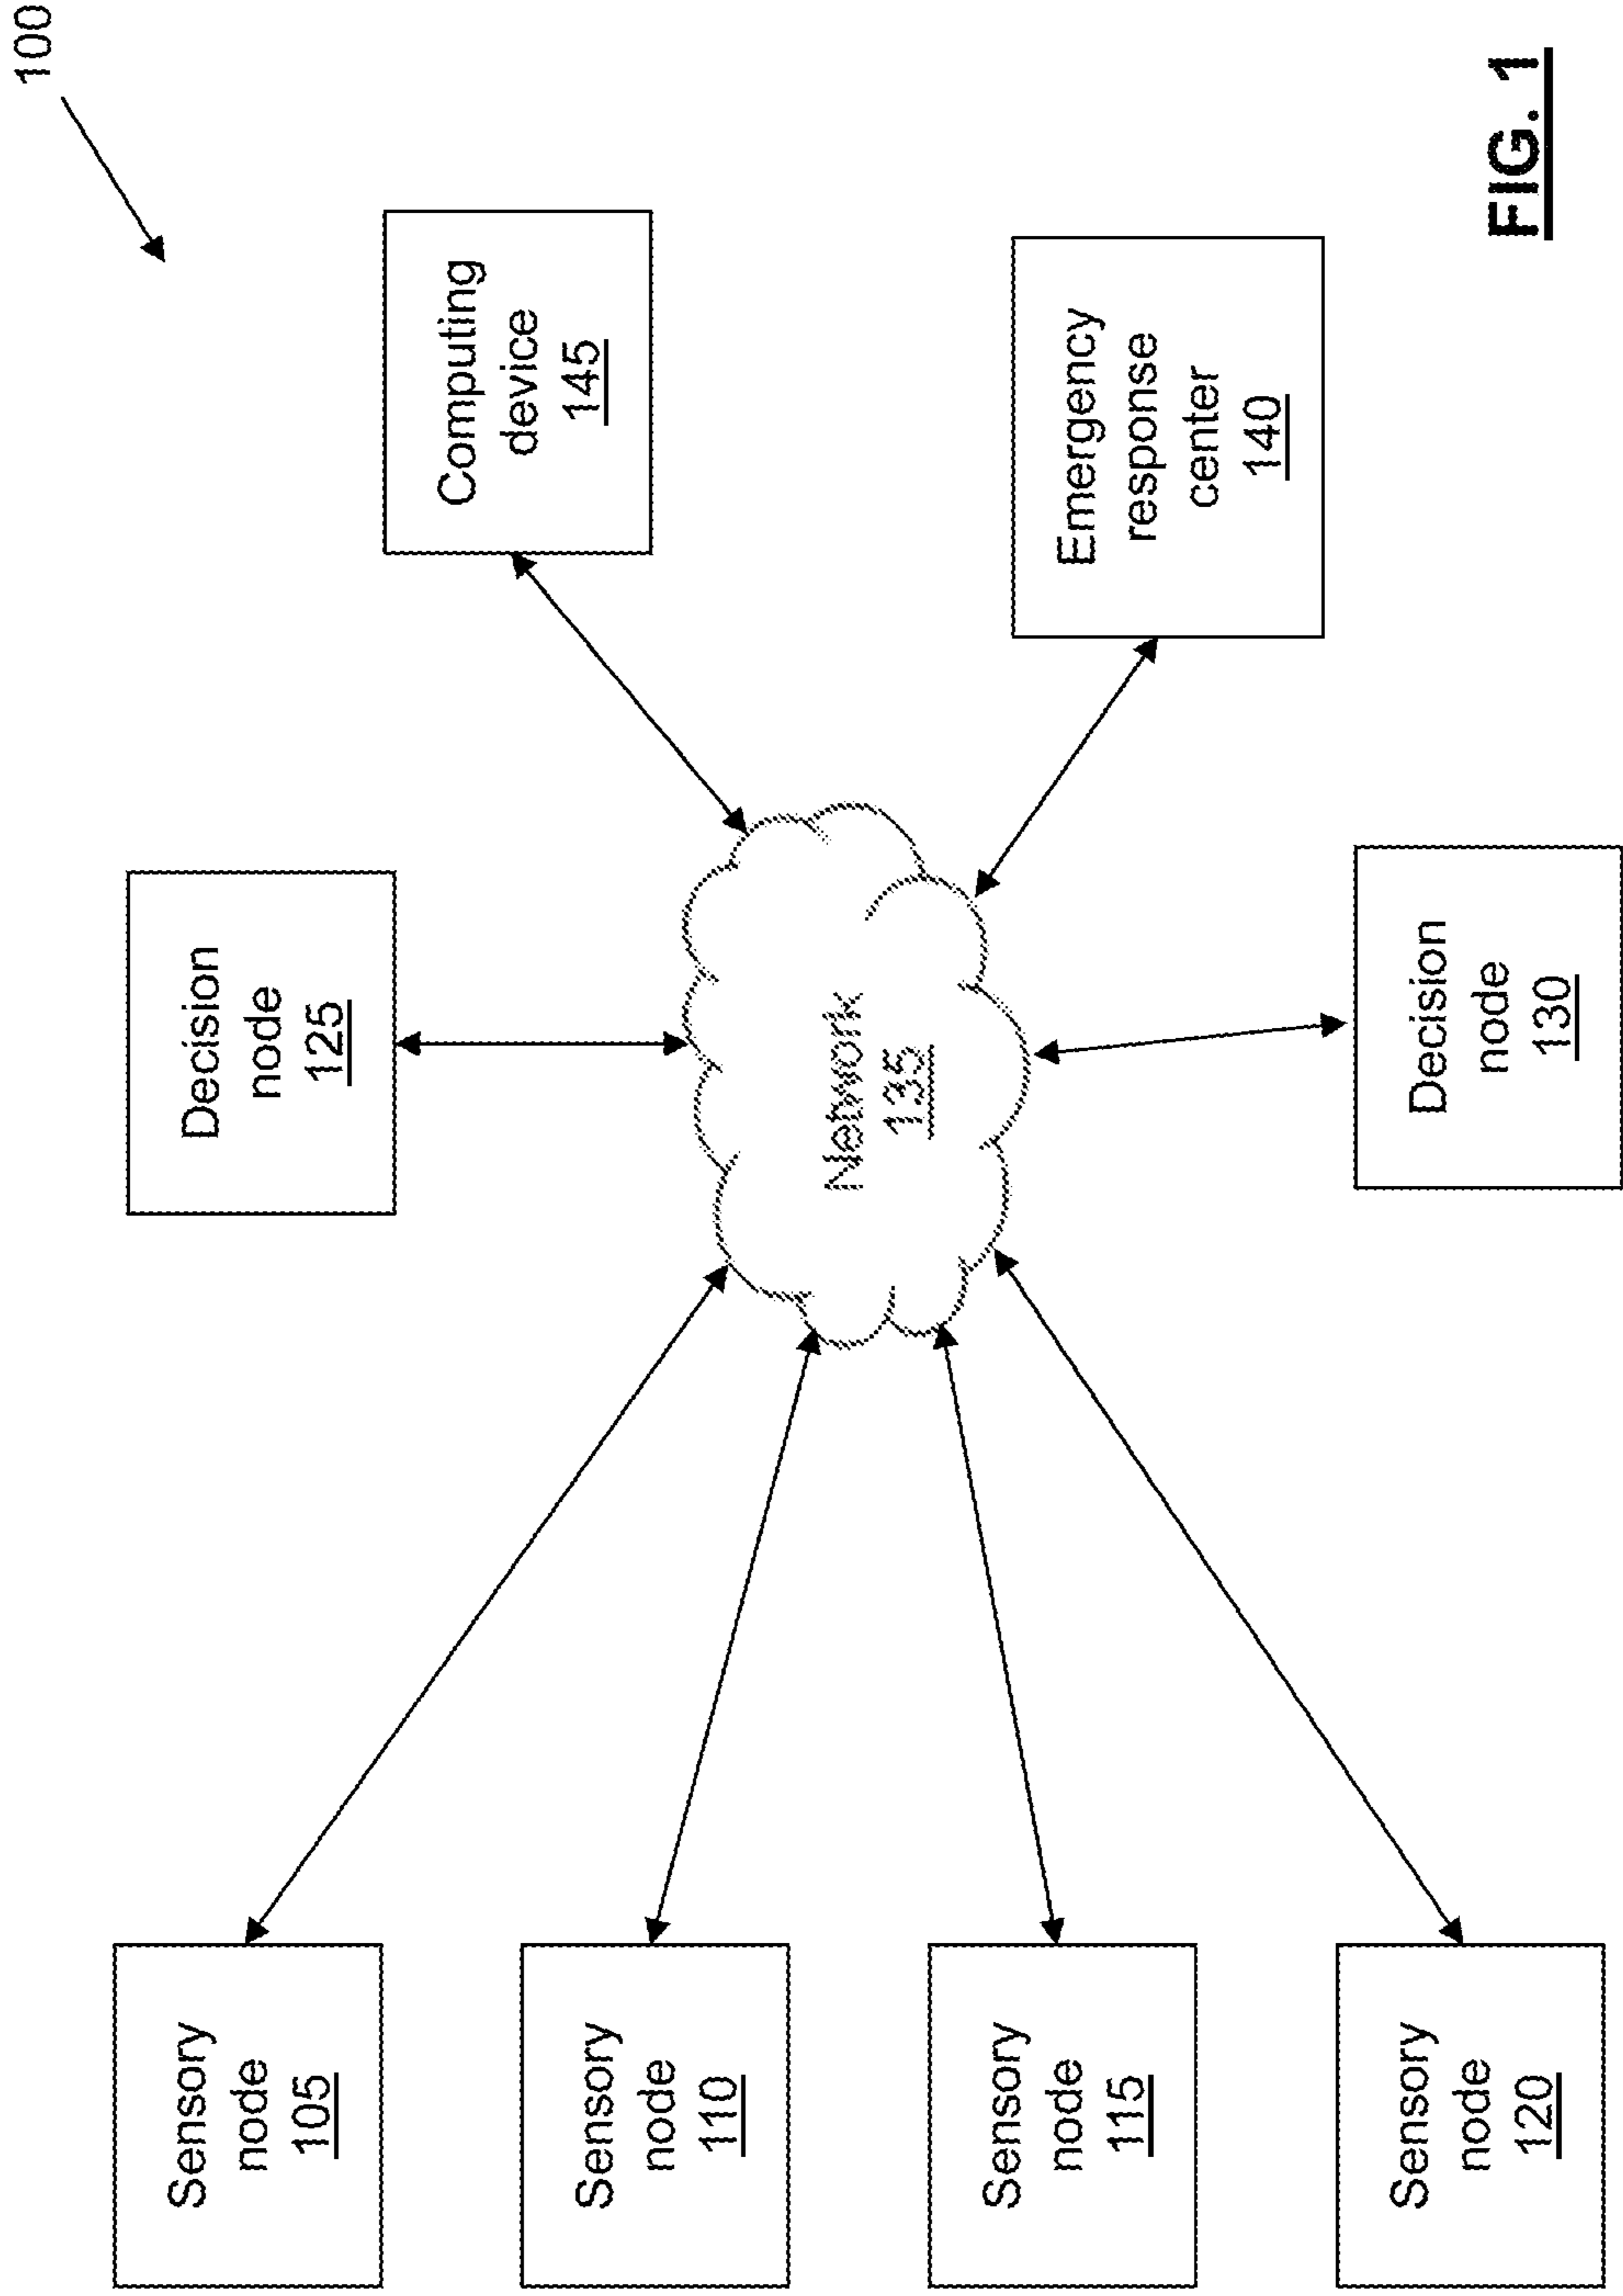 100
Sensory
node
105
Sensory
node
110
Sensory
node
115
Sensory
node
120
Decision
node
125
Network
135
Decision
node
130
Computing
device
145
Emergency
response
center
140
FIG. 1